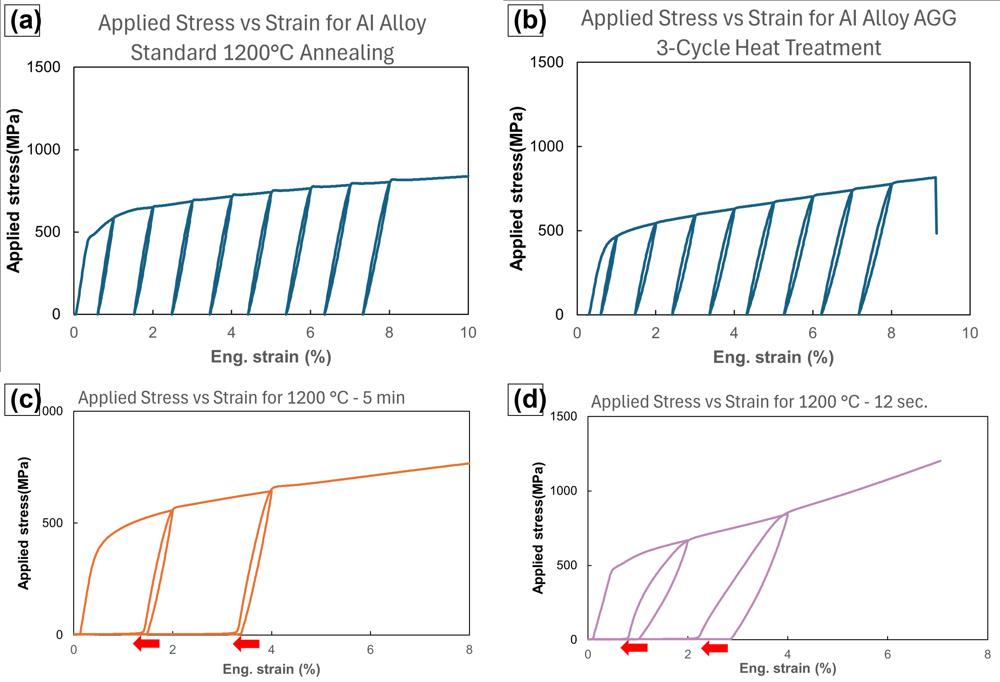 (a)
Applied Stress vs Strain for AI Alloy
Standard 1200°C Annealing
1500
1000
500
0
Applied stress(MPa)
0 2 4 6 8 10
Eng. strain (%)
(b)
Applied Stress vs Strain for AI Alloy AGG
3-Cycle Heat Treatment
1500
1000
500
0
Applied stress(MPa)
0 2 4 6 8 10
Eng. strain (%)
(c)
Applied Stress vs Strain for 1200 °C - 5 min
000
500
0
Applied stress(MPa)
0 2 4 6 8
Eng. strain (%)
(d)
Applied Stress vs Strain for 1200 °C - 12 sec.
1500
1000
500
0
Applied stress(MPa)
0 2 4 6 8
Eng. strain (%)